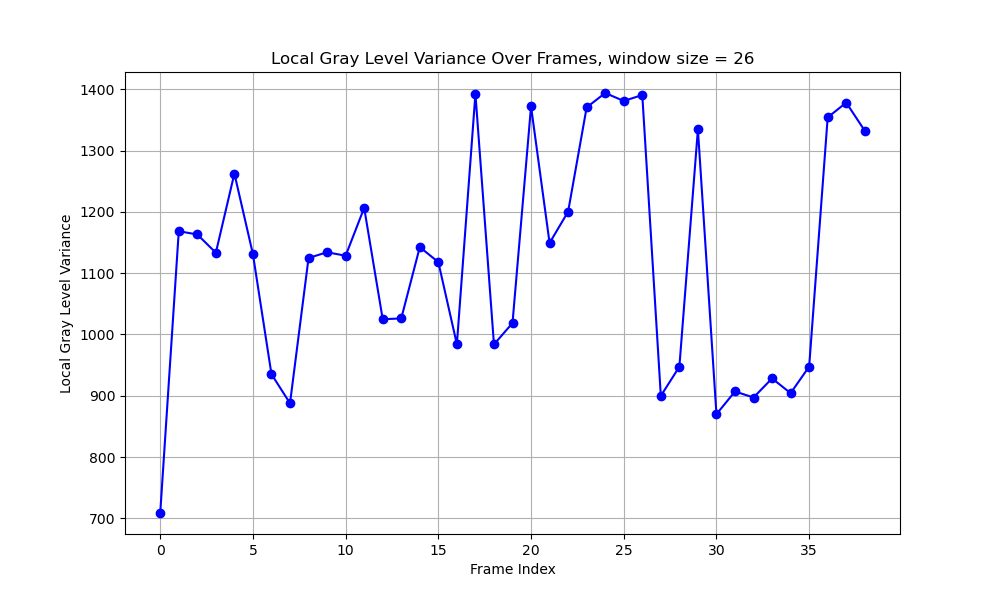 Local Gray Level Variance Over Frames, window size = 26
Local Gray Level Variance
1400
1300
1200
1100
1000
900
800
700
0 5 10 15 20 25 30 35
Frame Index